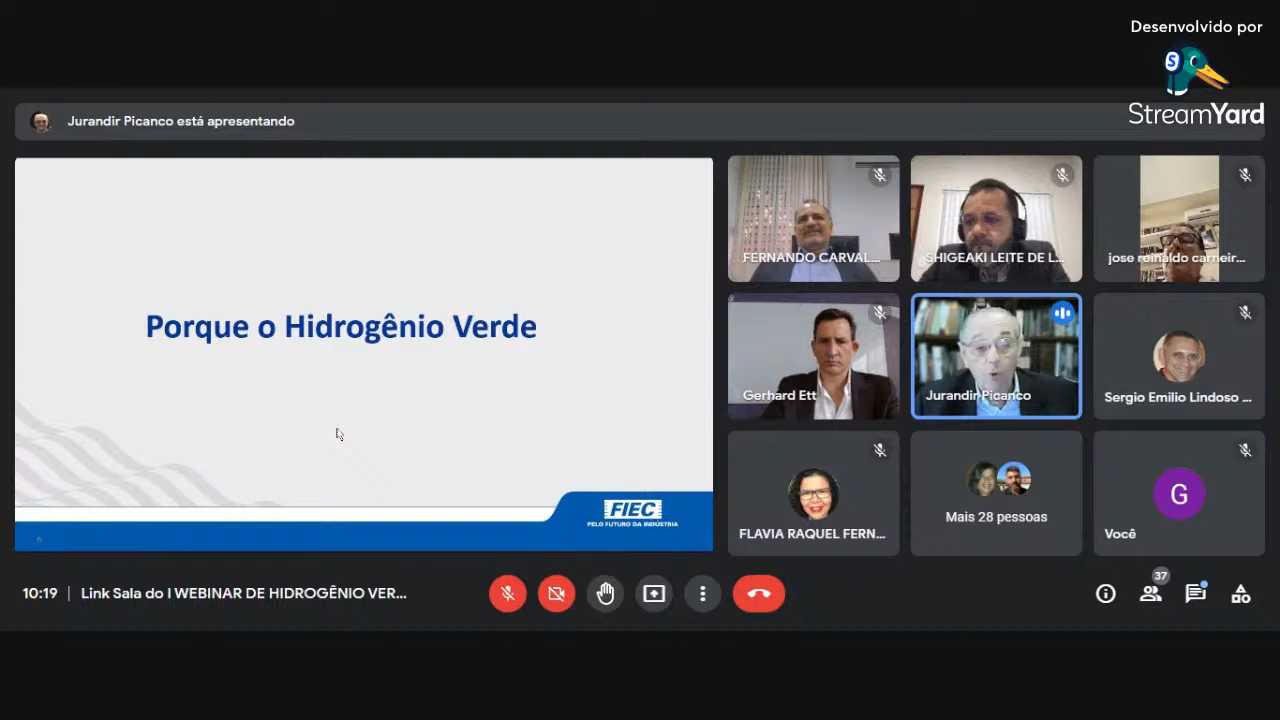 Desenvolvido por
StreamYard
Jurandir Picanco está apresentando
Porque o Hidrogênio Verde
FIEC
PELO FUTURO DA INDÚSTRIA
6
FERNANDO CARVAL...
SHIGEAKI LEITE DE L...
jose reinaldo carneir...
Gerhard Ett
Jurandir Picanco
Sergio Emilio Lindoso ...
FLAVIA RAQUEL FERN...
Mais 28 pessoas
G
Você
10:19 | Link Sala do I WEBINAR DE HIDROGÊNIO VER...
37